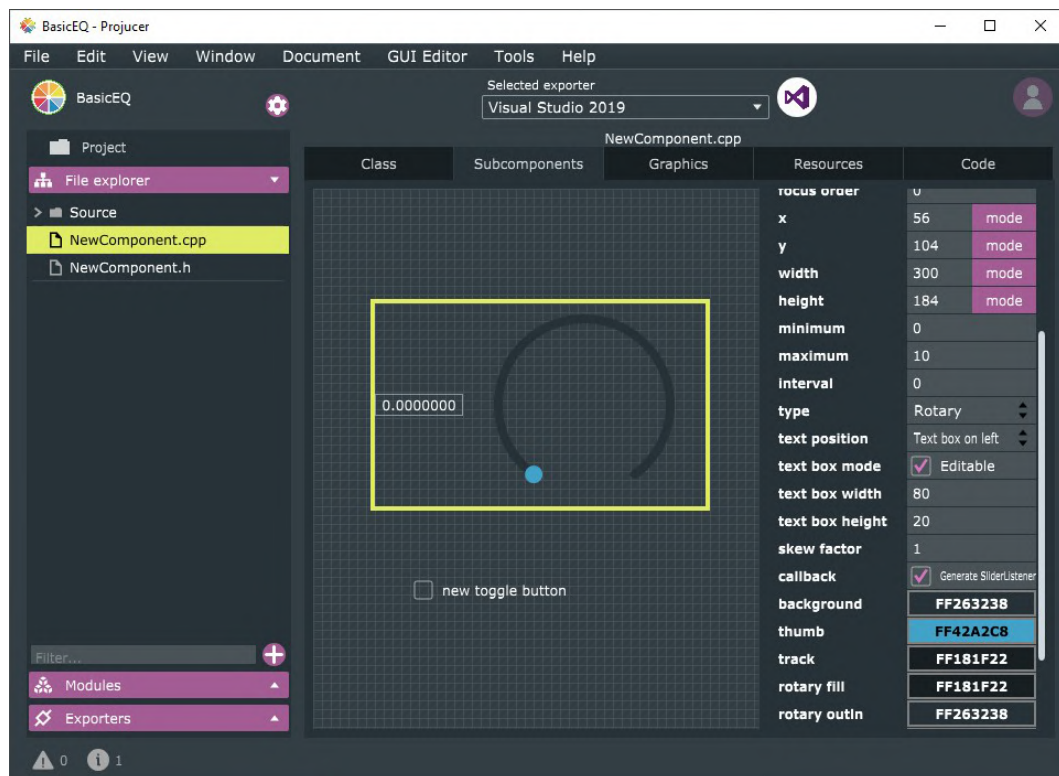 BasicEQ - Projucer
File Edit View Window Document GUI Editor Tools Help
Selected exporter
BasicEQ
Visual Studio 2019
Project
NewComponent.cpp
Class Subcomponents Graphics Resources Code
File explorer
focus order 0
Source
x 56 mode
NewComponent.cpp
y 104 mode
NewComponent.h
width 300 mode
height 184 mode
minimum 0
maximum 10
interval 0
0.0000000
type Rotary
text position Text box on left
text box mode Editable
text box width 80
text box height 20
skew factor 1
callback Generate SliderListener
new toggle button
background FF263238
thumb FF42A2C8
Filter...
track FF181F22
Modules
rotary fill FF181F22
Exporters
rotary outln FF263238
0 1